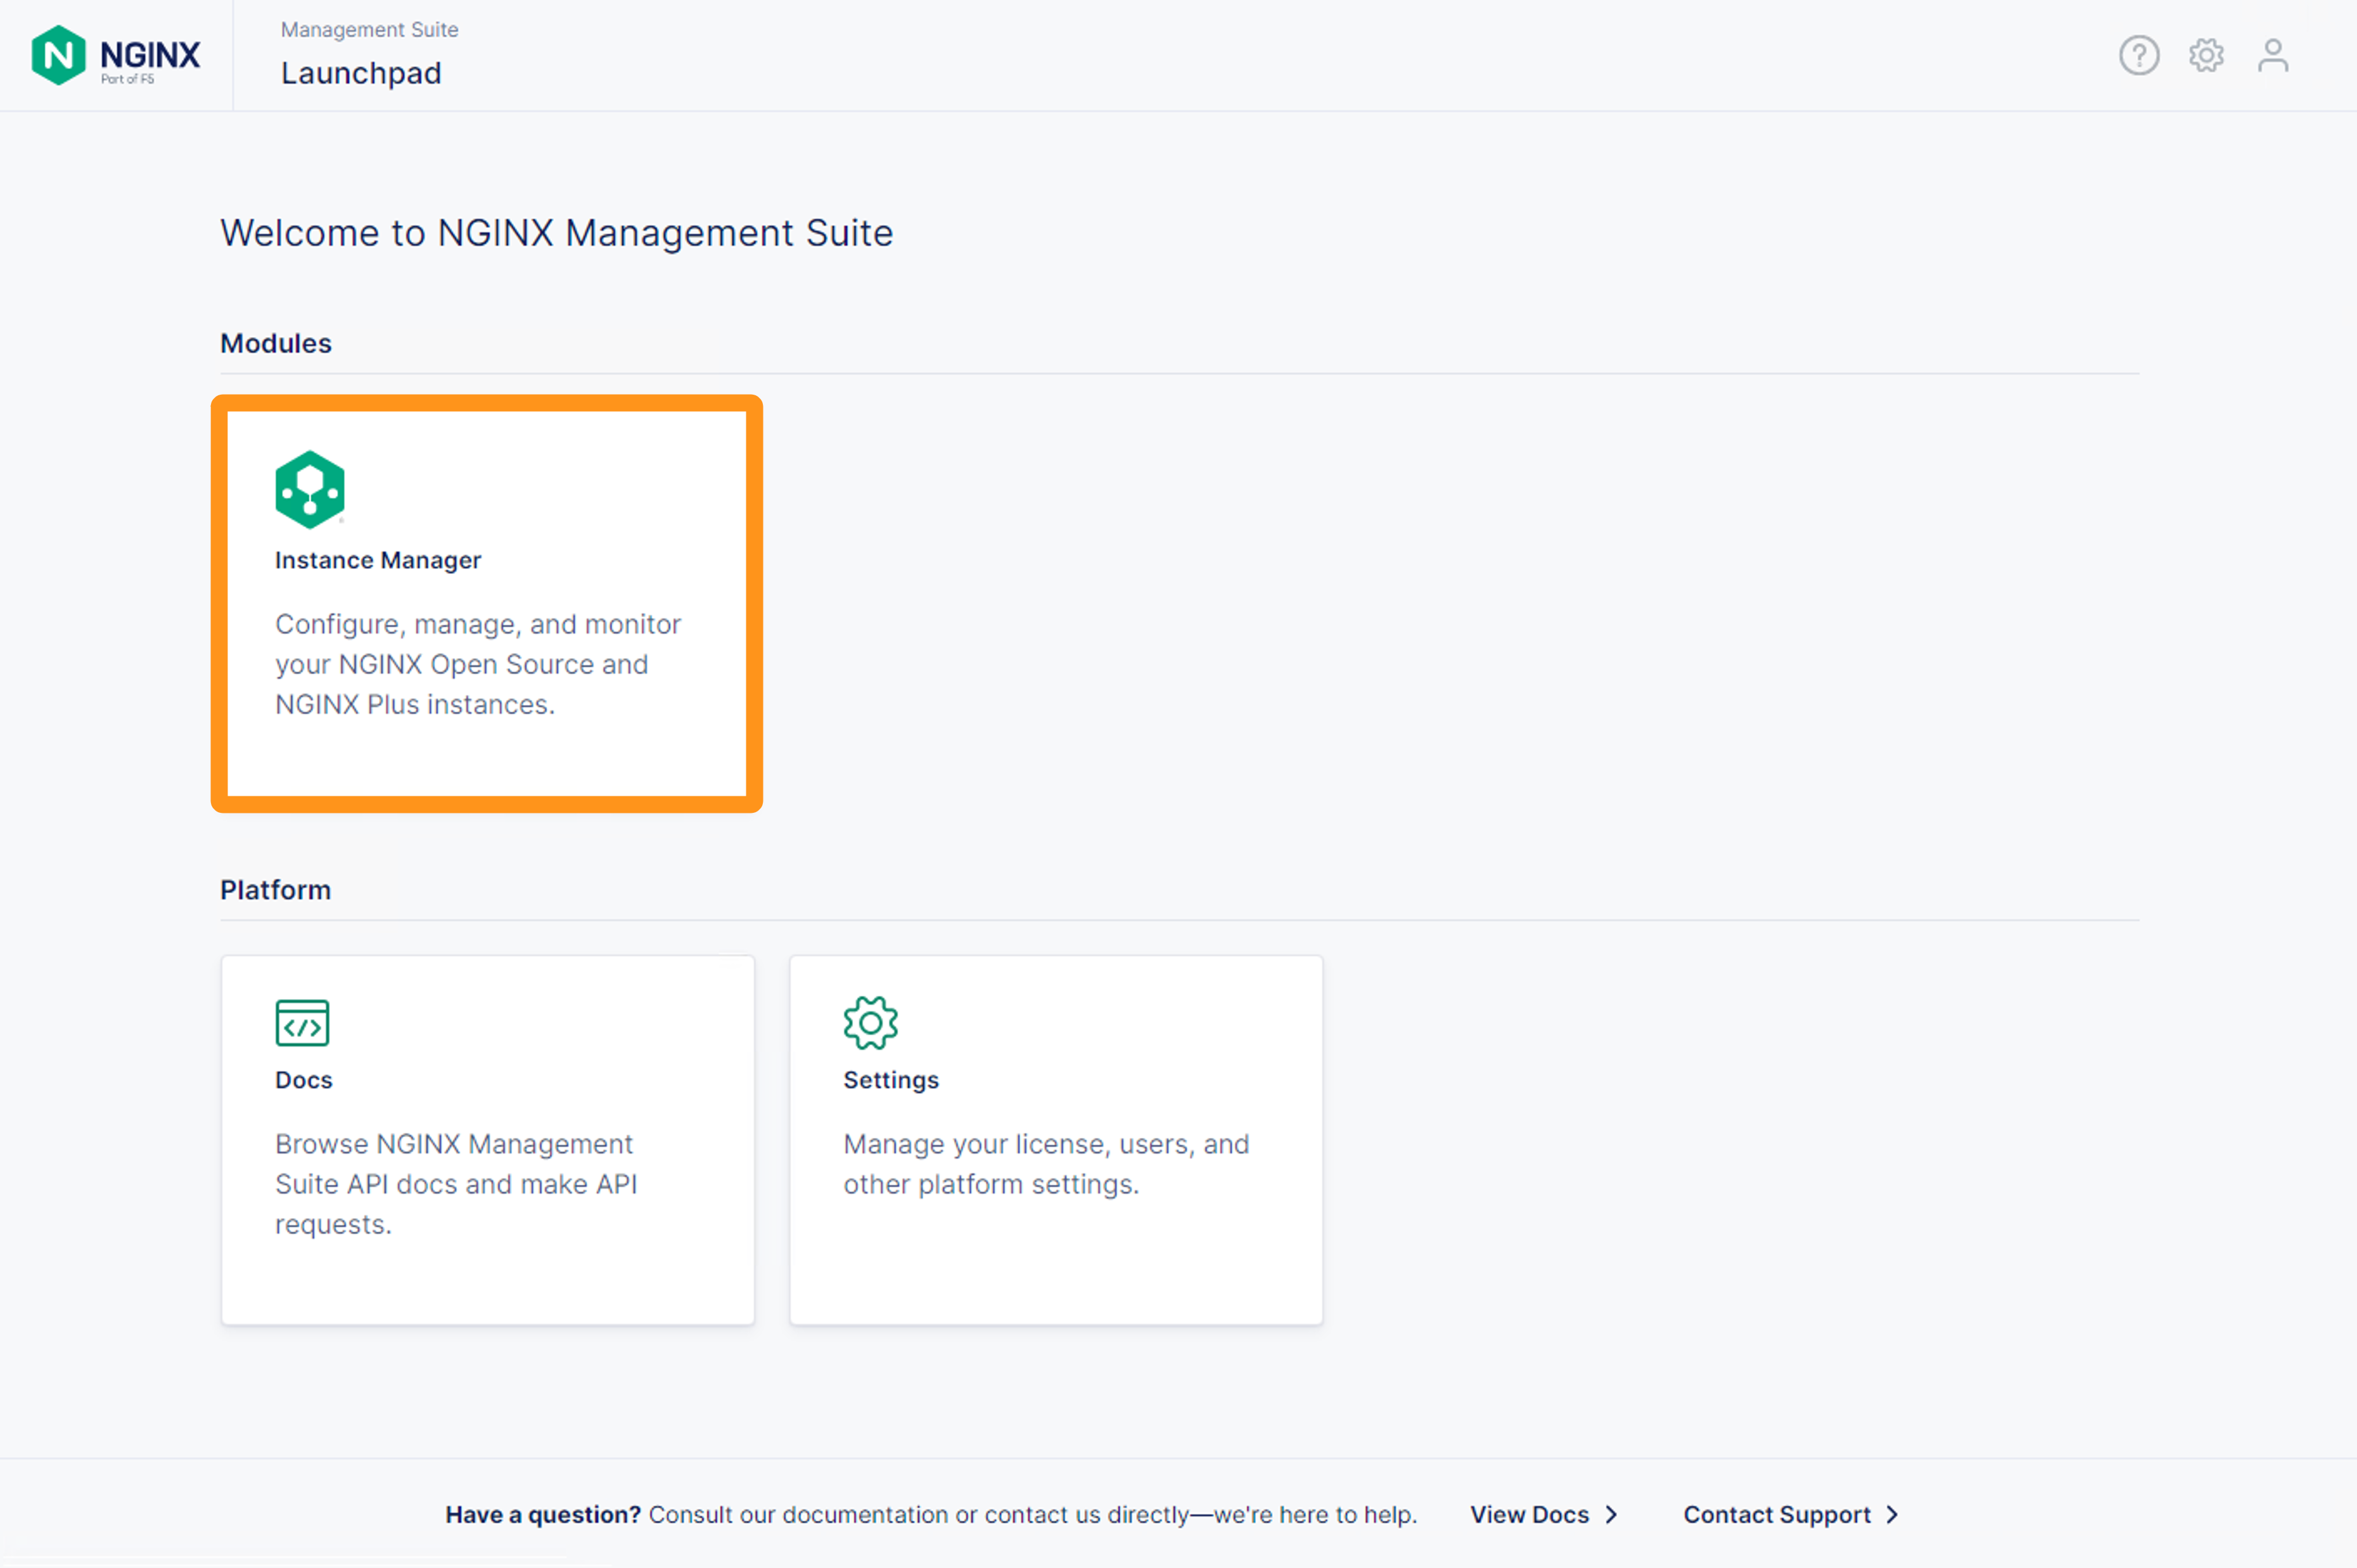 NGINX
Part of F5
Management Suite
Launchpad
Welcome to NGINX Management Suite
Modules
Instance Manager
Configure, manage, and monitor
your NGINX Open Source and
NGINX Plus instances.
Platform
Docs
Browse NGINX Management
Suite API docs and make API
requests.
Settings
Manage your license, users, and
other platform settings.
Have a question? Consult our documentation or contact us directly—we're here to help. View Docs Contact Support